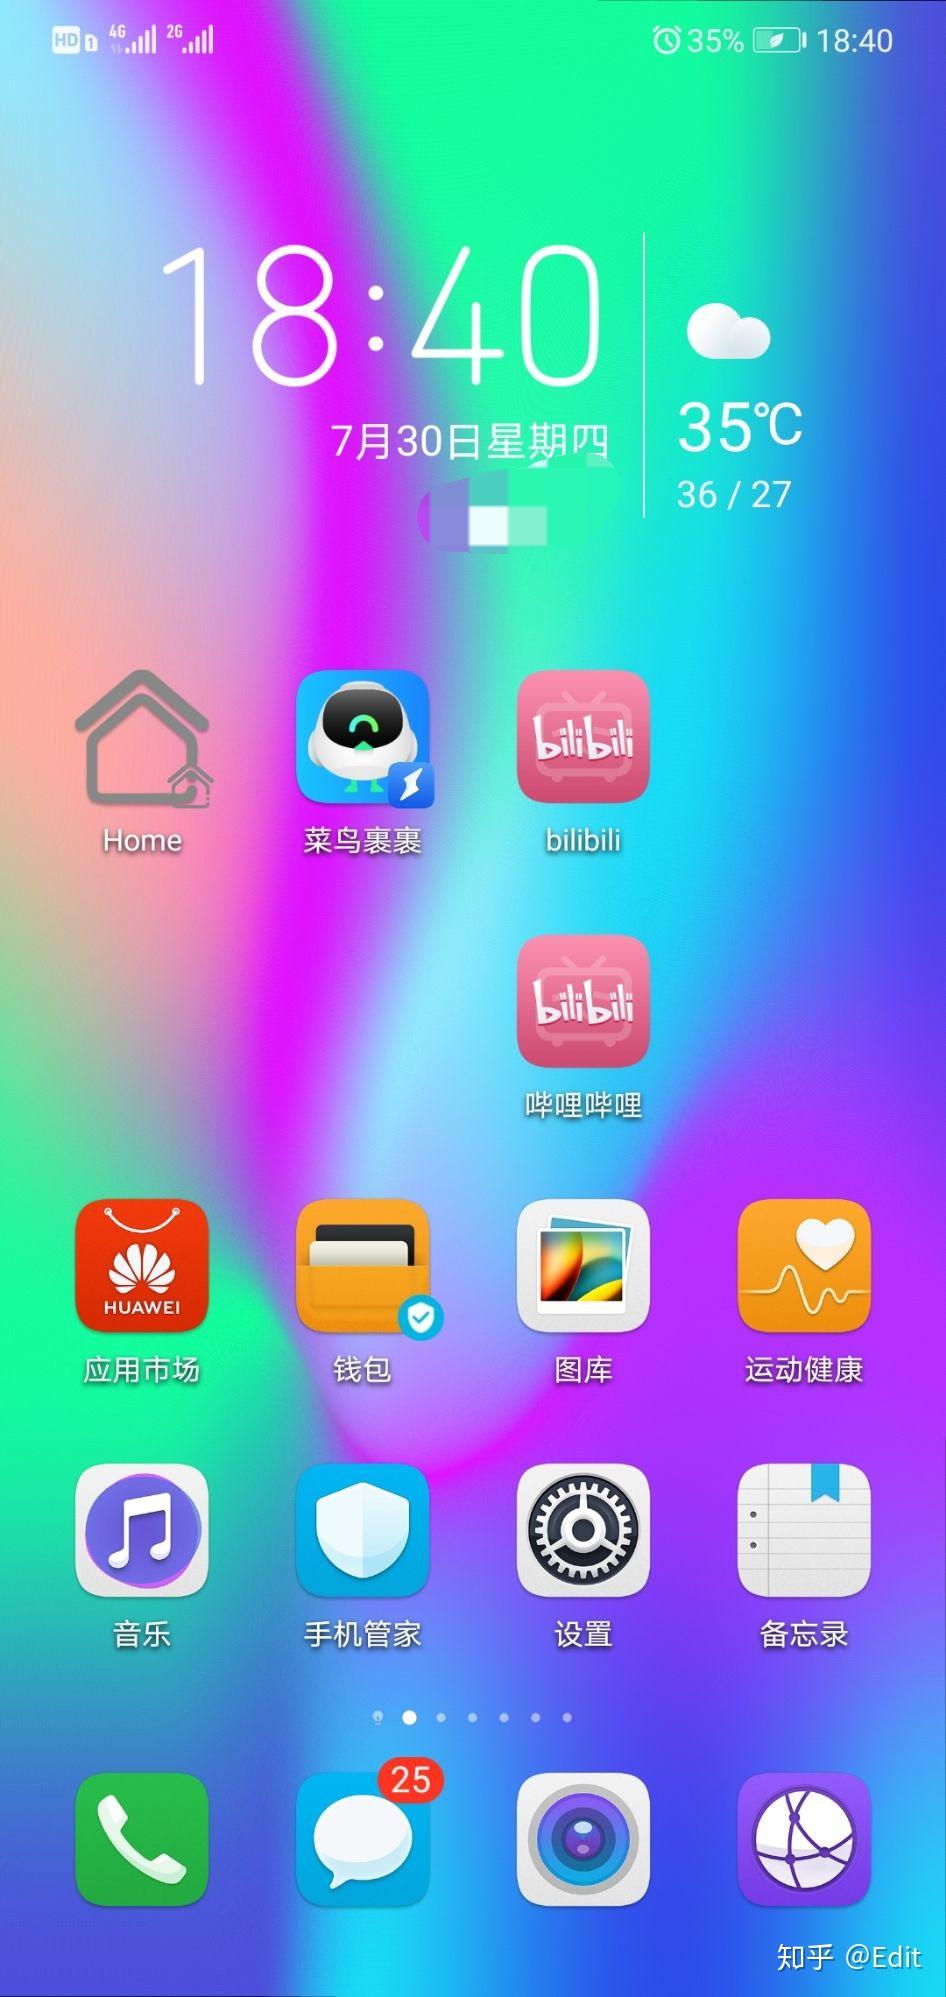 HD 1 4G 2G 35% 18:40
18:40
7月30日星期四
35℃
36 / 27
Home 菜鸟裹裹 bilibili bilibili
bilibili
哔哩哔哩
HUAWEI
应用市场 钱包 图库 运动健康
音乐 手机管家 设置 备忘录
25
知乎 @Edit